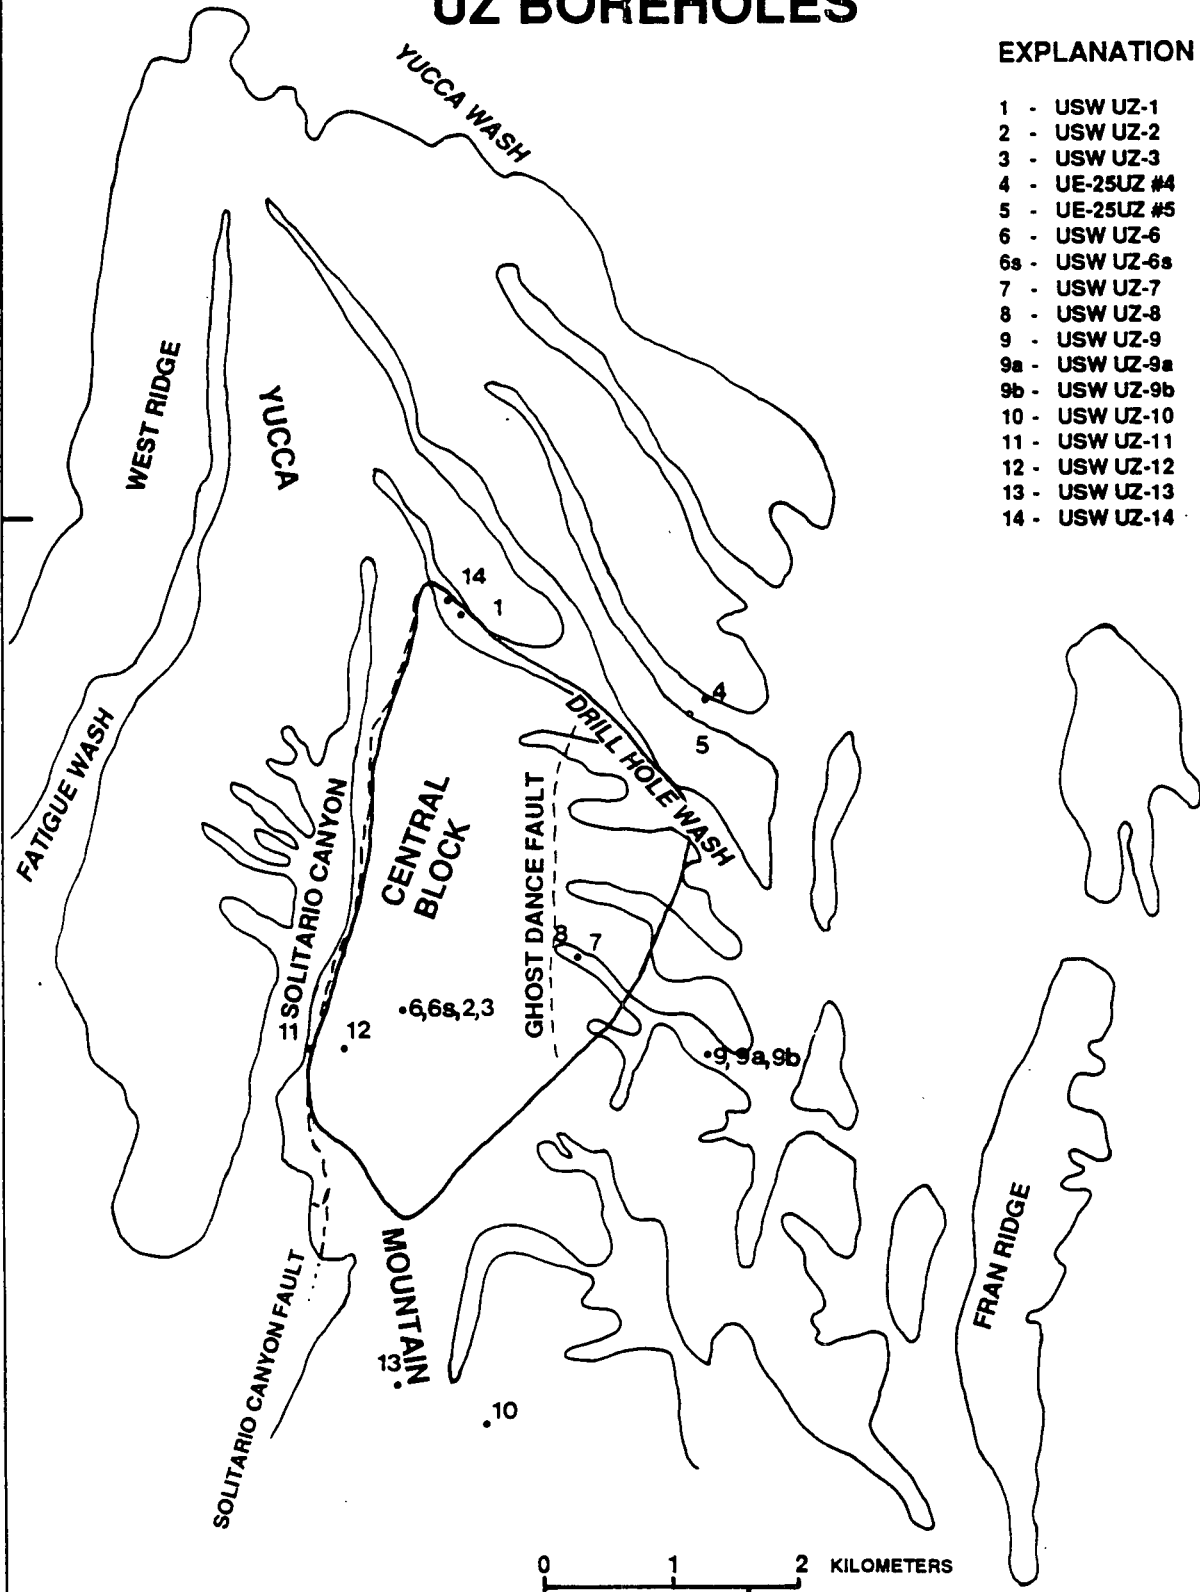 UZ BOREHOLES
EXPLANATION
1 - USW UZ-1
2 - USW UZ-2
3 - USW UZ-3
4 - UE-25UZ #4
5 - UE-25UZ #5
6 - USW UZ-6
6s - USW UZ-6s
7 - USW UZ-7
8 - USW UZ-8
9 - USW UZ-9
9a - USW UZ-9a
9b - USW UZ-9b
10 - USW UZ-10
11 - USW UZ-11
12 - USW UZ-12
13 - USW UZ-13
14 - USW UZ-14
YUCCA WASH
WEST RIDGE
YUCCA
14
1
4
5
DRILL HOLE WASH
FATIGUE WASH
SOLITARIO CANYON
CENTRAL
BLOCK
GHOST DANCE FAULT
8
7
6,6s,2,3
11
12
9, 9a, 9b
FRAN RIDGE
MOUNTAIN
SOLITARIO CANYON FAULT
13
10
0 1 2 KILOMETERS